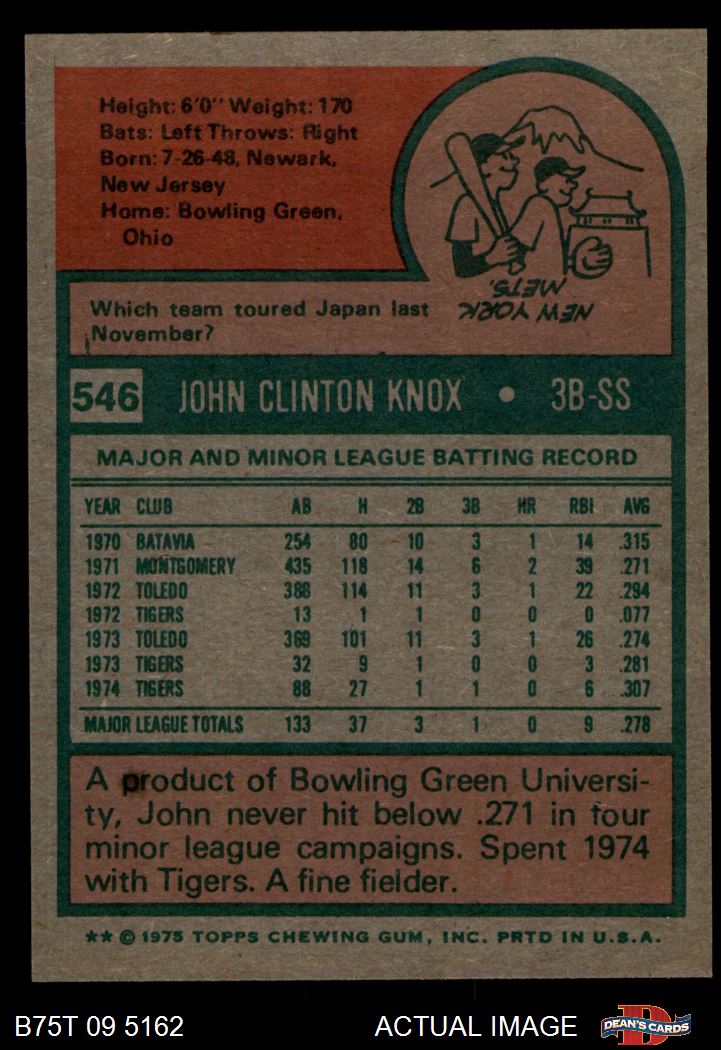 Height: 6'0" Weight: 170
Bats: Left Throws: Right
Born: 7-26-48, Newark,
New Jersey
Home: Bowling Green,
Ohio
Which team toured Japan last
November?
NEW YORK
METS.
546 JOHN CLINTON KNOX • 3B-SS
MAJOR AND MINOR LEAGUE BATTING RECORD
YEAR CLUB AB H 2B 3B HR RBI AVG
1970 BATAVIA 254 80 10 3 1 14 .315
1971 MONTGOMERY 435 118 14 6 2 39 .271
1972 TOLEDO 388 114 11 3 1 22 .294
1972 TIGERS 13 1 1 0 0 0 .077
1973 TOLEDO 369 101 11 3 1 26 .274
1973 TIGERS 32 9 1 0 0 3 .281
1974 TIGERS 88 27 1 1 0 6 .307
MAJOR LEAGUE TOTALS 133 37 3 1 0 9 .278
A product of Bowling Green Universi-
ty, John never hit below .271 in four
minor league campaigns. Spent 1974
with Tigers. A fine fielder.
** © 1975 TOPPS CHEWING GUM, INC. PRTD IN U.S.A.
B75T 09 5162 ACTUAL IMAGE DEAN'S CARDS